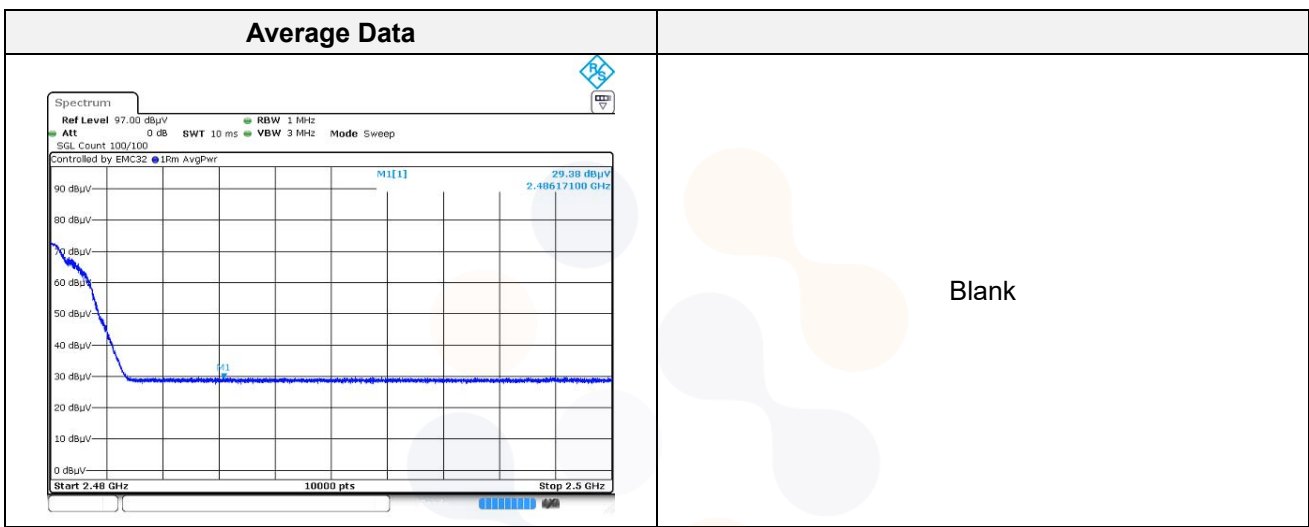 Average Data
R&S
Spectrum
Ref Level 97.00 dBµV RBW 1 MHz
Att 0 dB SWT 10 ms VBW 3 MHz Mode Sweep
SGL Count 100/100
Controlled by EMC32 1Rm AvgPwr
M1[1] 29.38 dBµV
2.48617100 GHz
90 dBµV
80 dBµV
70 dBµV
60 dBµV
50 dBµV
40 dBµV
M1
30 dBµV
20 dBµV
10 dBµV
0 dBµV
Start 2.48 GHz 10000 pts Stop 2.5 GHz
Blank